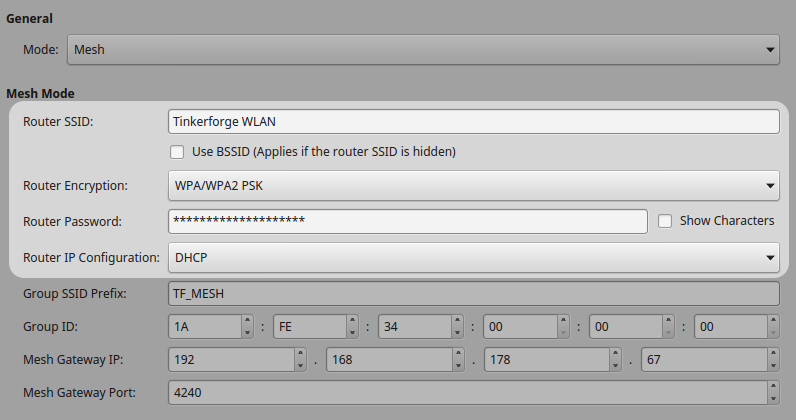 General
Mode: Mesh
Mesh Mode
Router SSID: Tinkerforge WLAN
Use BSSID (Applies if the router SSID is hidden)
Router Encryption: WPA/WPA2 PSK
Router Password: ******************** Show Characters
Router IP Configuration: DHCP
Group SSID Prefix: TF_MESH
Group ID: 1A : FE : 34 : 00 : 00 : 00
Mesh Gateway IP: 192 . 168 . 178 . 67
Mesh Gateway Port: 4240